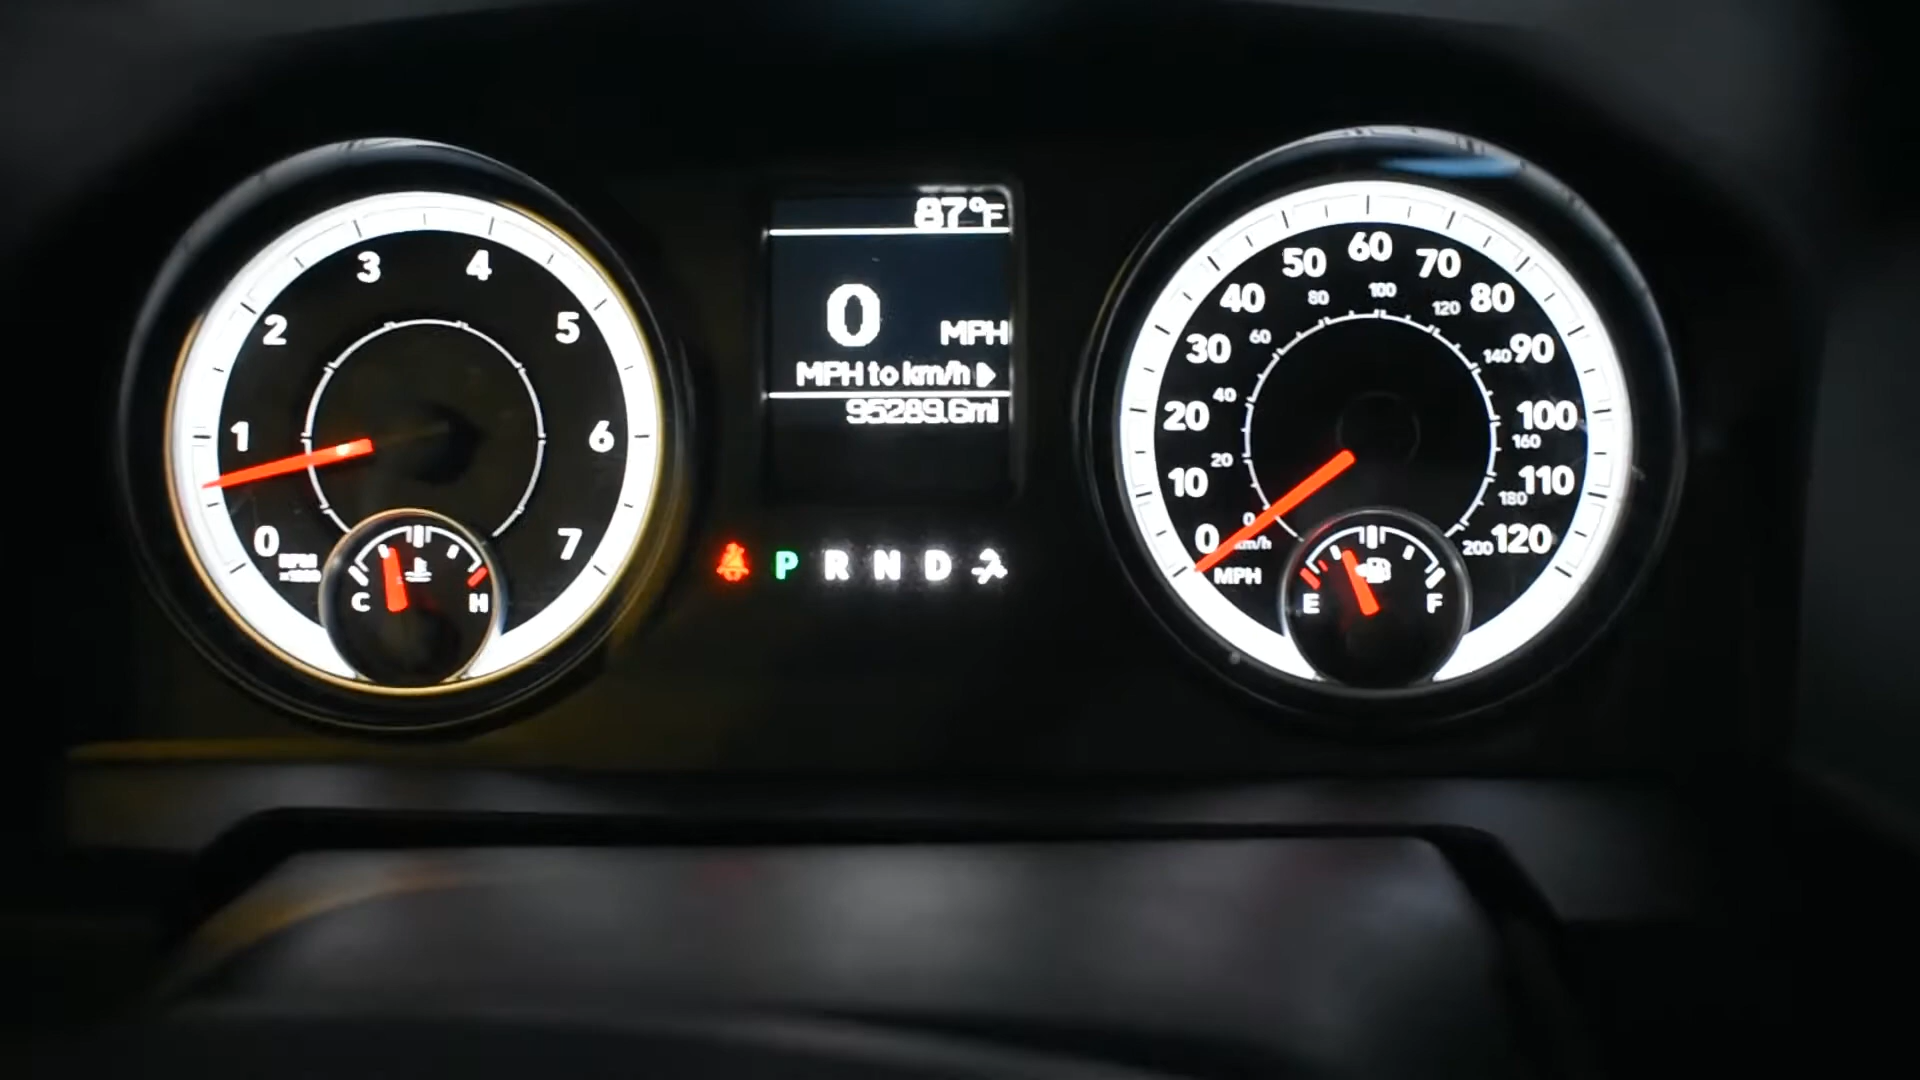 87°F
0 MPH
MPH to km/h
95289.6mi
0 1 2 3 4 5 6 7
RPM
C H
P R N D
0 10 20 30 40 50 60 70 80 90 100 110 120
0 20 40 60 80 100 120 140 160 180 200
km/h
MPH
E F